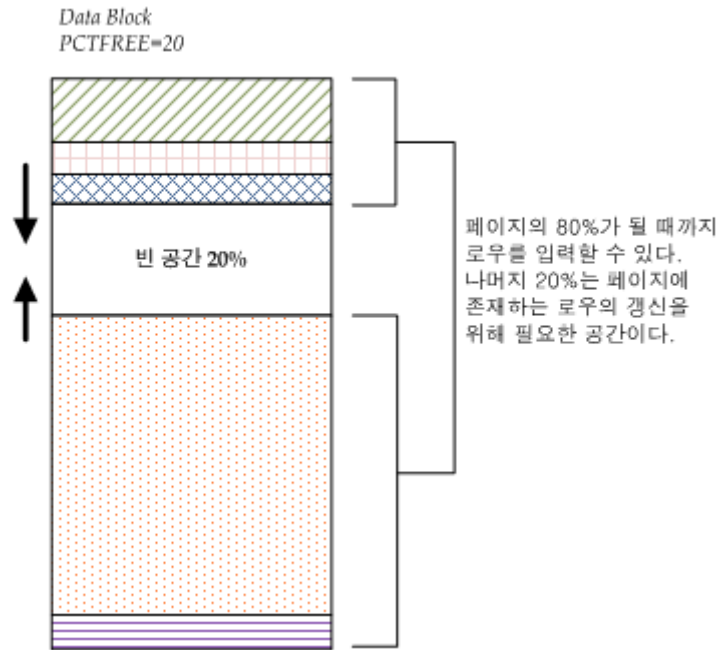 Data Block
PCTFREE=20
빈 공간 20%
페이지의 80%가 될 때까지
로우를 입력할 수 있다.
나머지 20%는 페이지에
존재하는 로우의 갱신을
위해 필요한 공간이다.